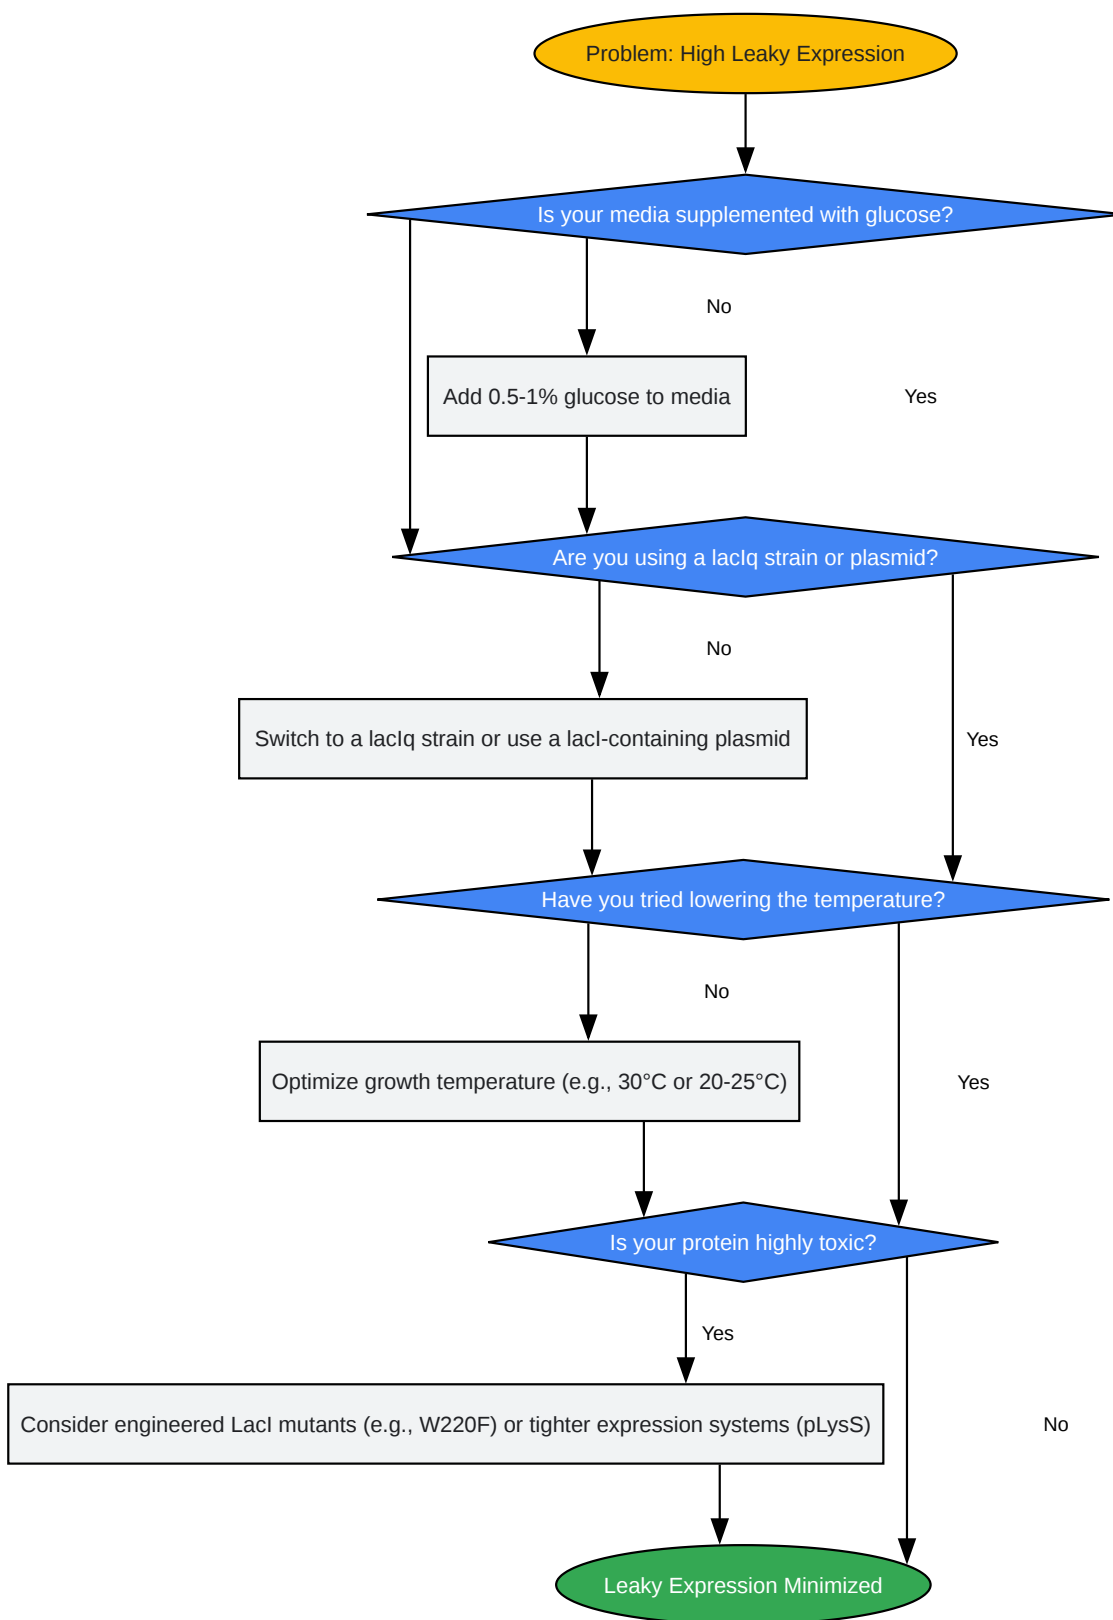 Problem: High Leaky Expression
Is your media supplemented with glucose?
No
Add 0.5-1% glucose to media
Yes
Are you using a lacIq strain or plasmid?
No
Switch to a lacIq strain or use a lacI-containing plasmid
Yes
Have you tried lowering the temperature?
No
Optimize growth temperature (e.g., 30°C or 20-25°C)
Yes
Is your protein highly toxic?
Yes
Consider engineered LacI mutants (e.g., W220F) or tighter expression systems (pLysS)
No
Leaky Expression Minimized